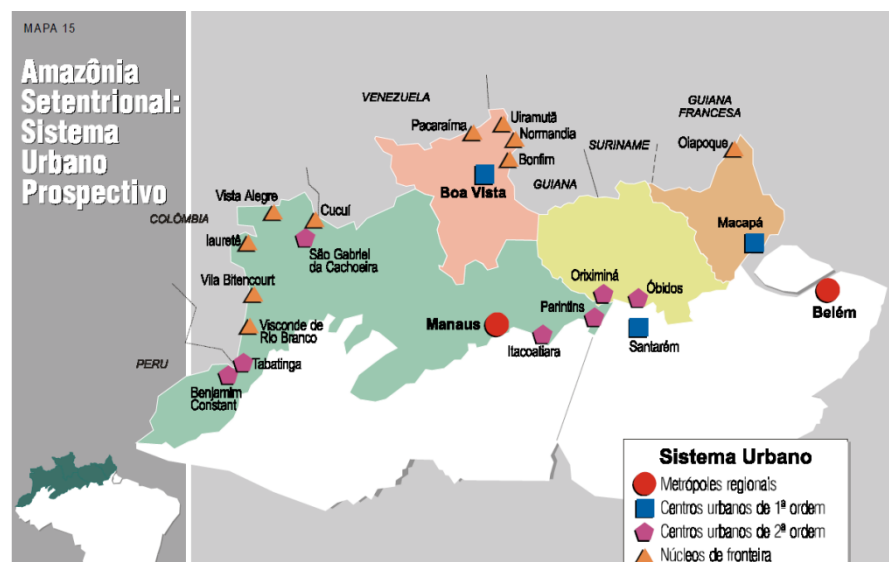 MAPA 15
Amazônia
Setentrional:
Sistema
Urbano
Prospectivo
VENEZUELA
GUIANA
FRANCESA
SURINAME
GUIANA
COLÔMBIA
PERU
Pacaraíma
Uiramutã
Normandia
Bonfim
Boa Vista
Oiapoque
Macapá
Belém
Vista Alegre
Cucuí
Iauretê
São Gabriel
da Cachoeira
Vila Bitencourt
Visconde de
Rio Branco
Tabatinga
Benjamim
Constant
Manaus
Itacoatiara
Parintins
Oriximiná
Óbidos
Santarém
Sistema Urbano
Metrópoles regionais
Centros urbanos de 1ª ordem
Centros urbanos de 2ª ordem
Núcleos de fronteira